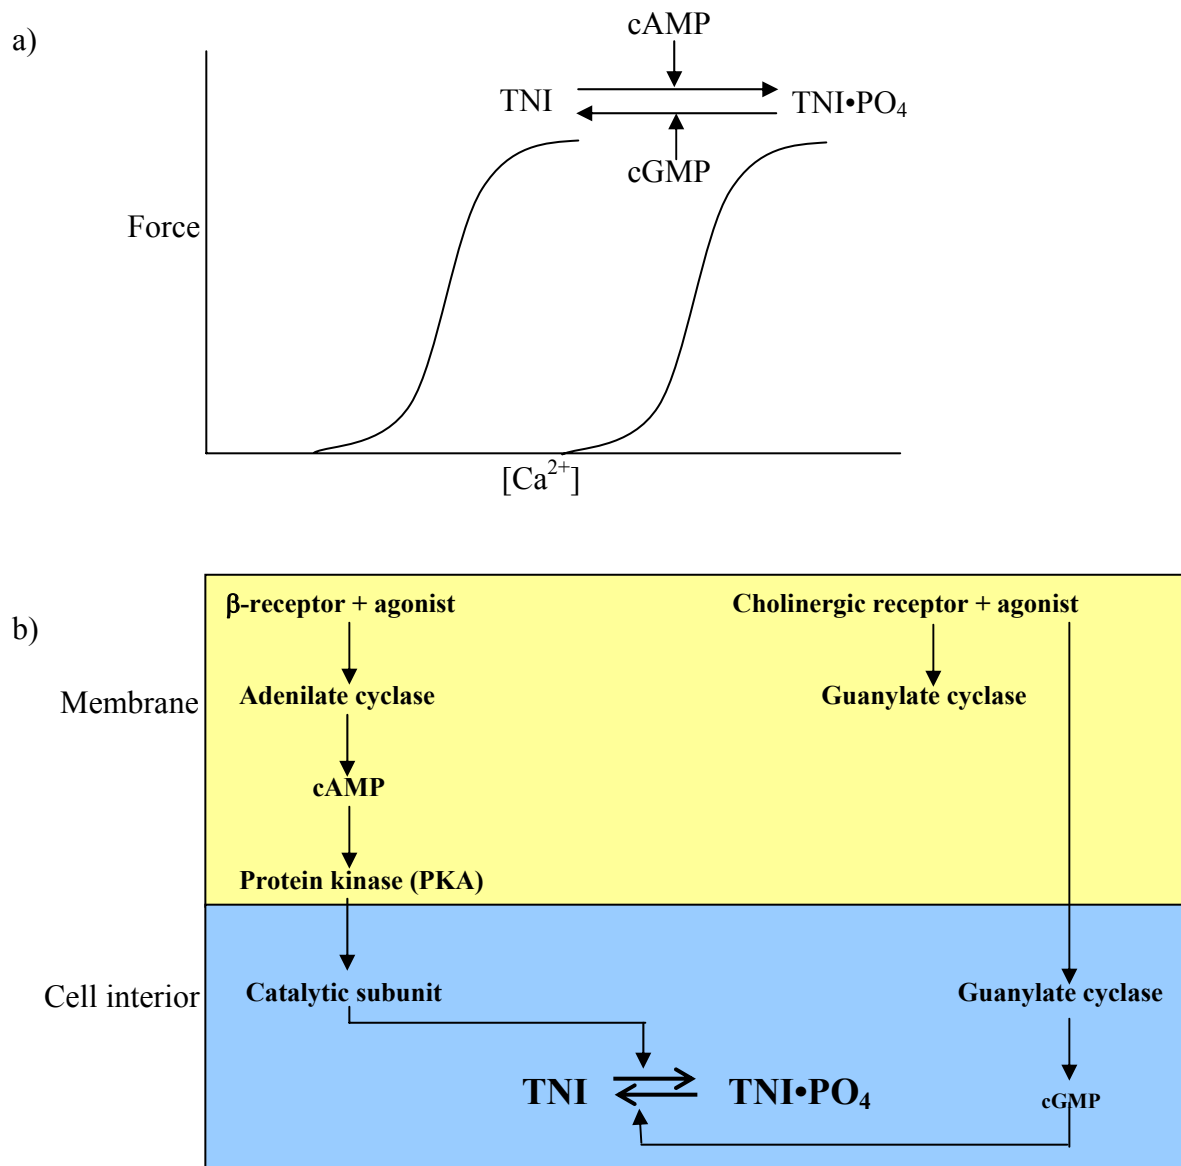 a)
cAMP
TNI
TNI•PO₄
cGMP
Force
[Ca²⁺]
b)
β-receptor + agonist
Cholinergic receptor + agonist
Membrane
Adenilate cyclase
Guanylate cyclase
cAMP
Protein kinase (PKA)
Cell interior
Catalytic subunit
Guanylate cyclase
TNI
TNI•PO₄
cGMP